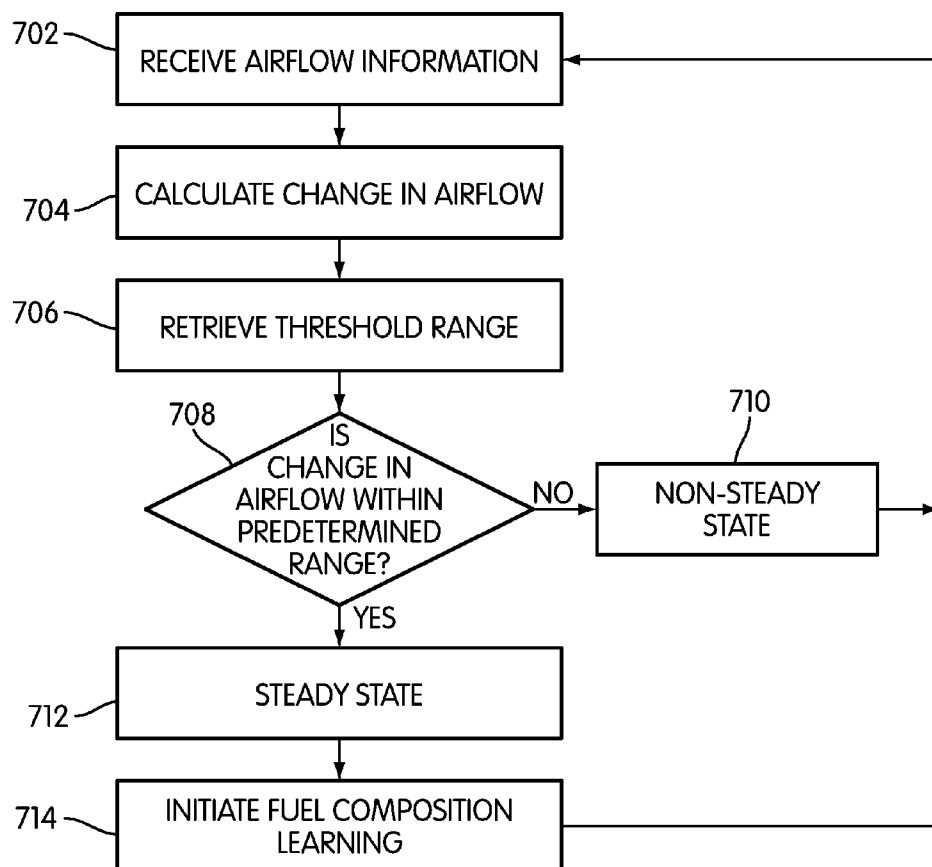 702
RECEIVE AIRFLOW INFORMATION
704
CALCULATE CHANGE IN AIRFLOW
706
RETRIEVE THRESHOLD RANGE
708
IS
CHANGE IN
AIRFLOW WITHIN
PREDETERMINED
RANGE?
NO
710
NON-STEADY
STATE
YES
712
STEADY STATE
714
INITIATE FUEL COMPOSITION
LEARNING